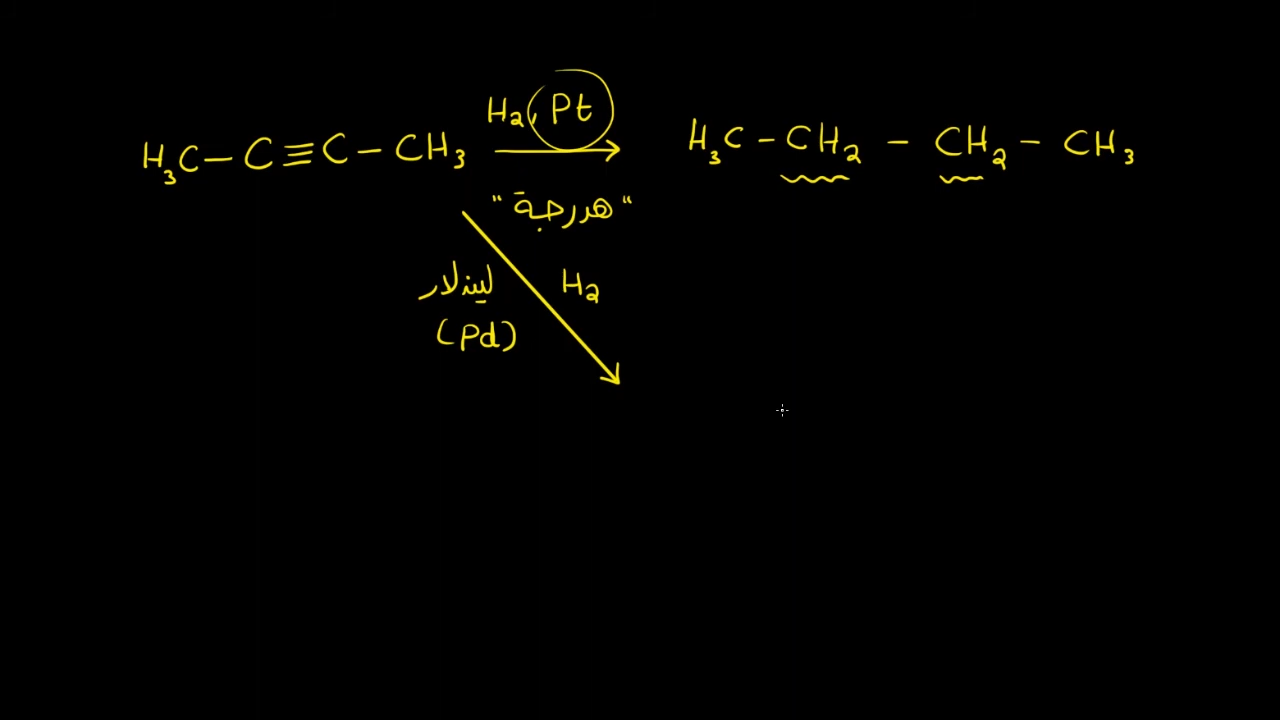 H₃C – C ≡ C – CH₃
H₂, Pt
H₃C – CH₂ – CH₂ – CH₃
"هدرجة"
ليندلار
H₂
(Pd)